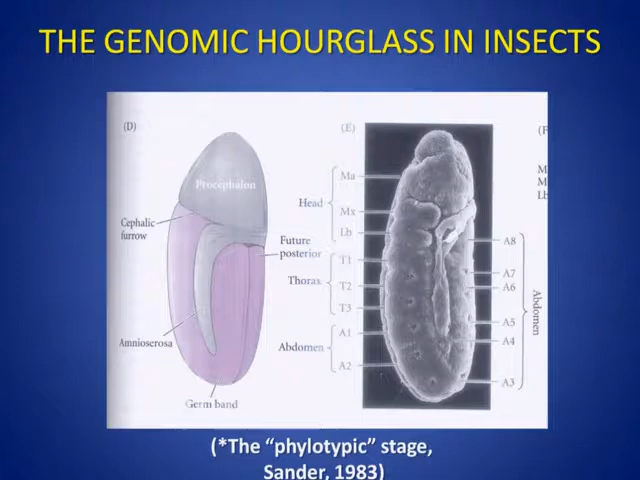 THE GENOMIC HOURGLASS IN INSECTS
(D)
Procephalon
Cephalic
furrow
Future
posterior
Amnioserosa
Germ band
(E)
Head
Ma
Mx
Lb
Thorax
T1
T2
T3
Abdomen
A1
A2
A8
A7
A6
A5
A4
A3
Abdomen
(F
M
M
Lb
(*The “phylotypic” stage,
Sander, 1983)